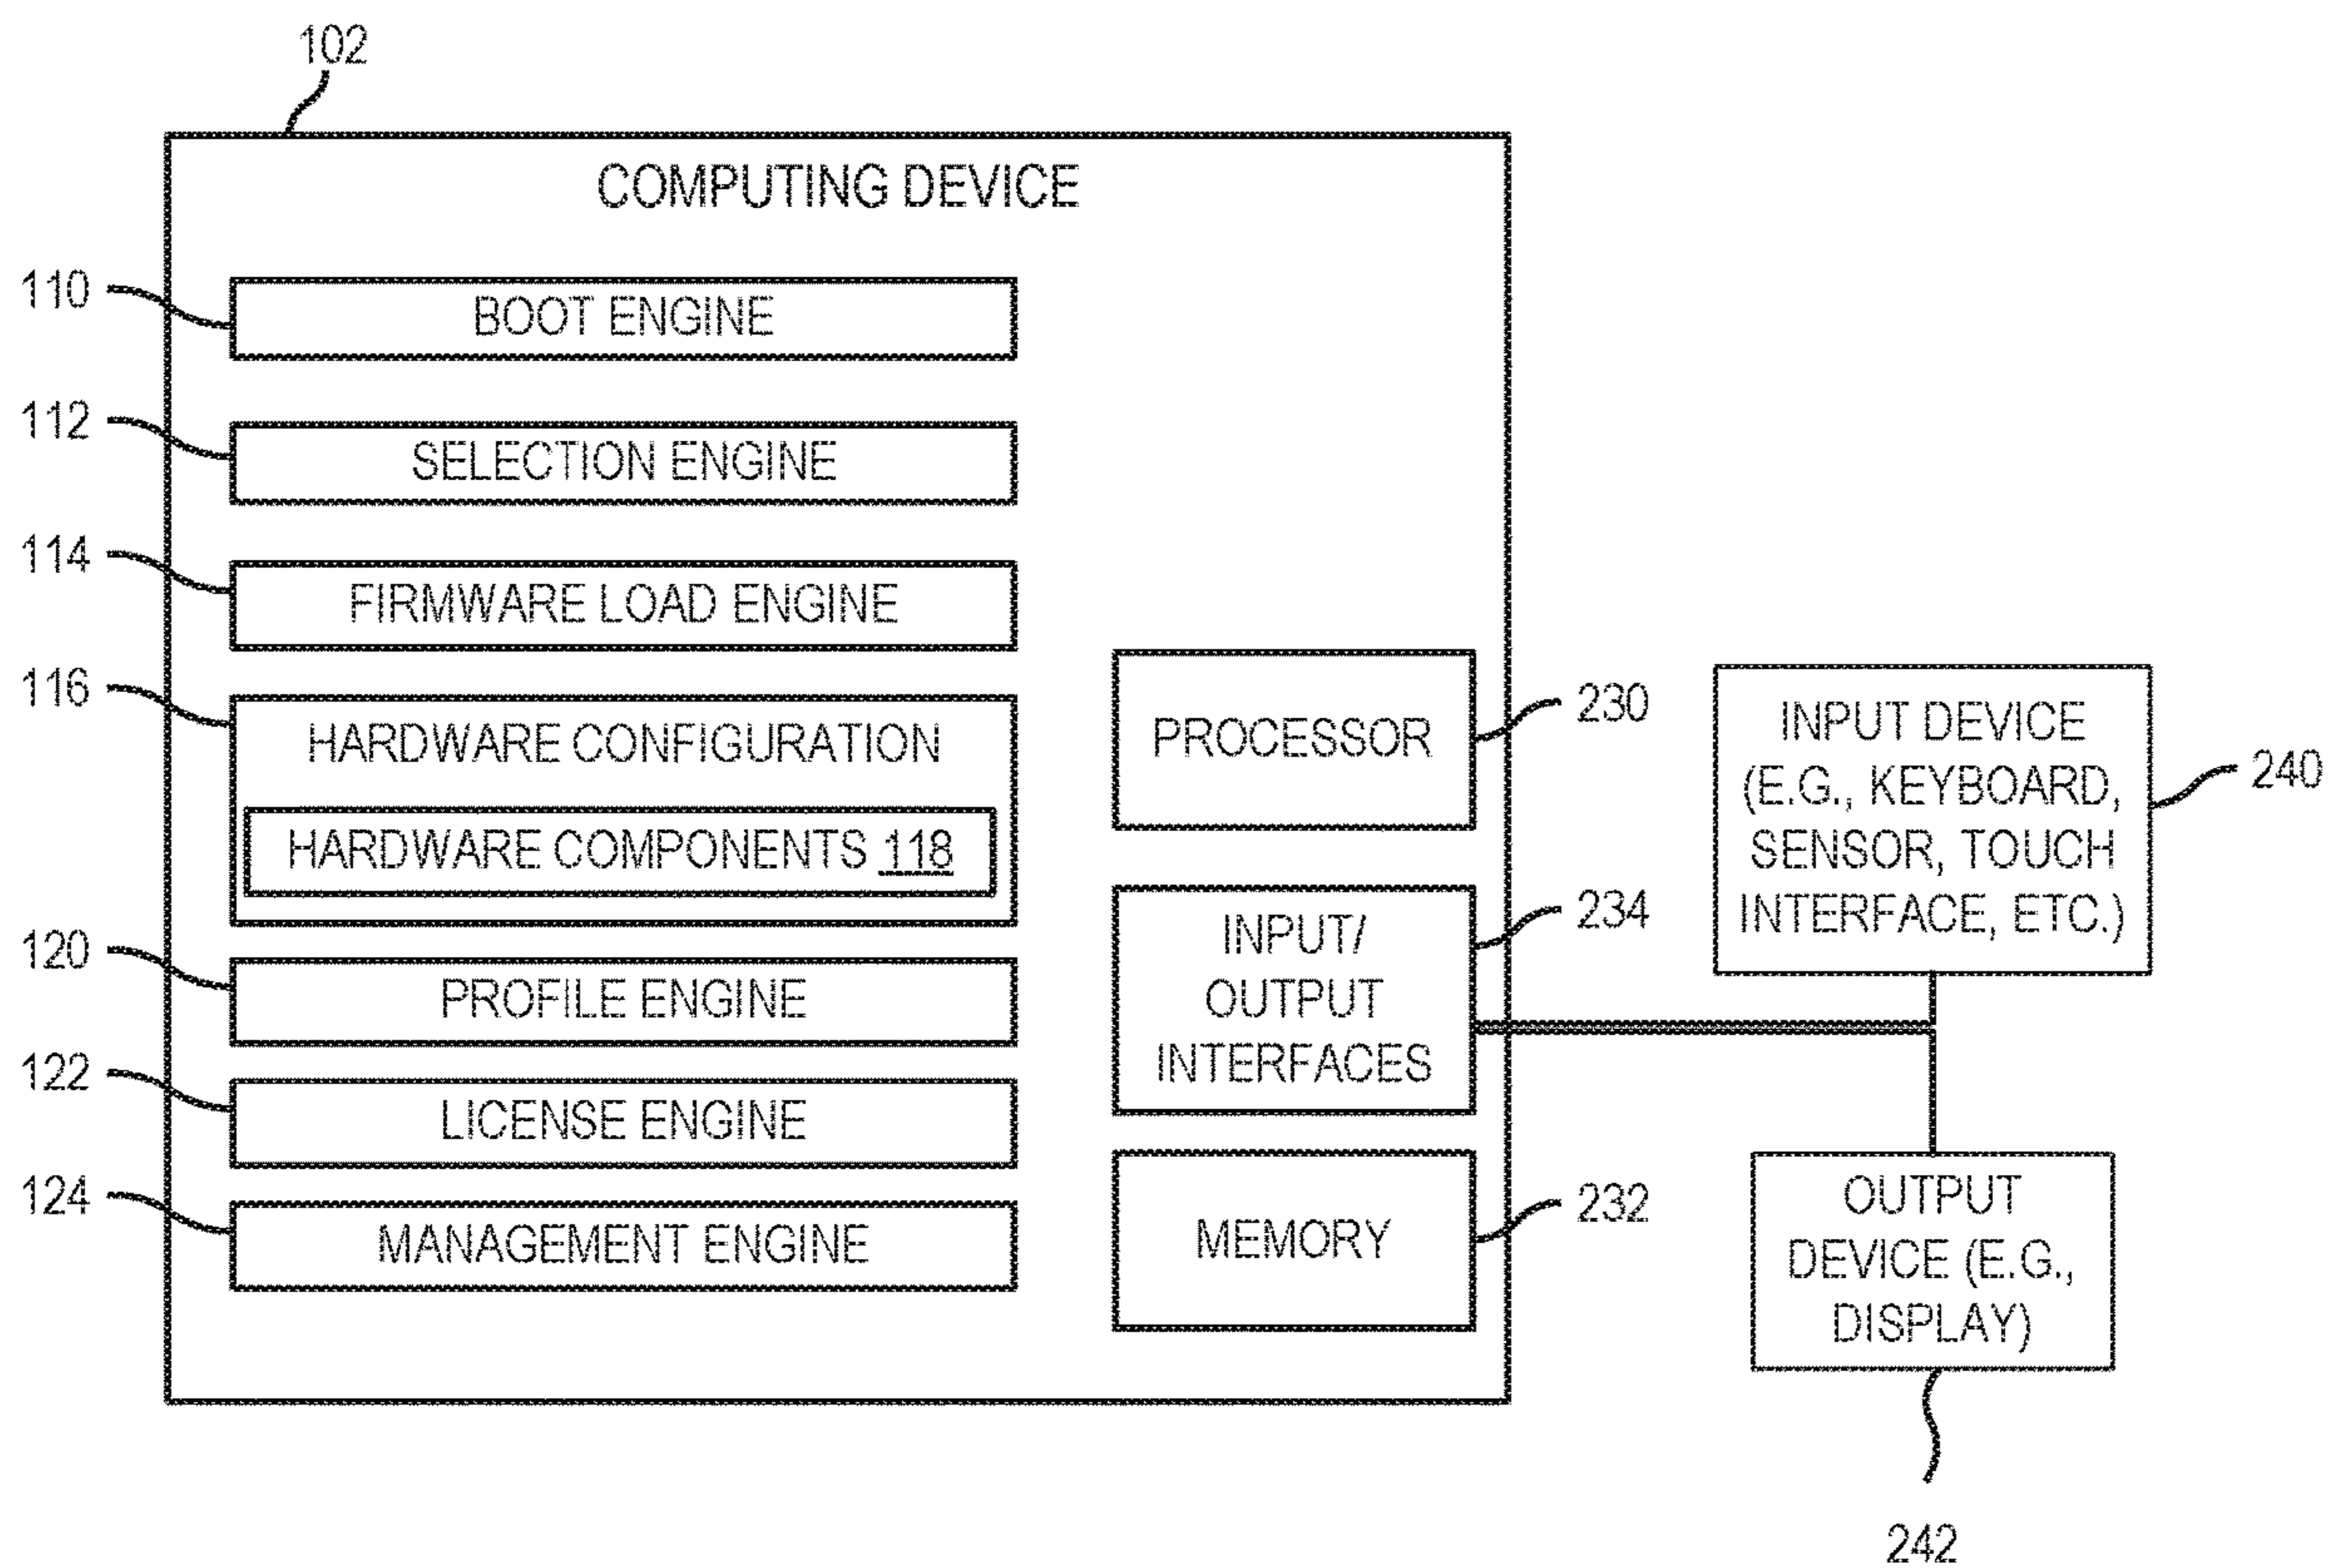 102
COMPUTING DEVICE
110
BOOT ENGINE
112
SELECTION ENGINE
114
FIRMWARE LOAD ENGINE
116
HARDWARE CONFIGURATION
HARDWARE COMPONENTS 118
120
PROFILE ENGINE
122
LICENSE ENGINE
124
MANAGEMENT ENGINE
PROCESSOR
230
INPUT/
OUTPUT
INTERFACES
234
MEMORY
232
INPUT DEVICE
(E.G., KEYBOARD,
SENSOR, TOUCH
INTERFACE, ETC.)
240
OUTPUT
DEVICE (E.G.,
DISPLAY)
242